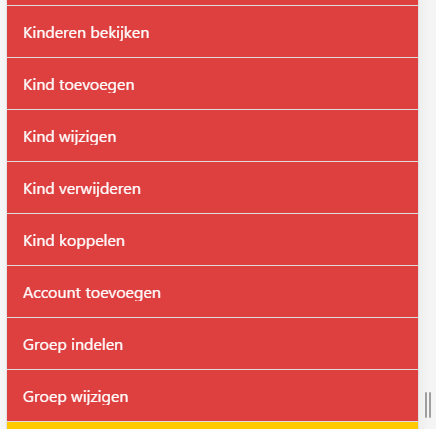 Kinderen bekijken
Kind toevoegen
Kind wijzigen
Kind verwijderen
Kind koppelen
Account toevoegen
Groep indelen
Groep wijzigen